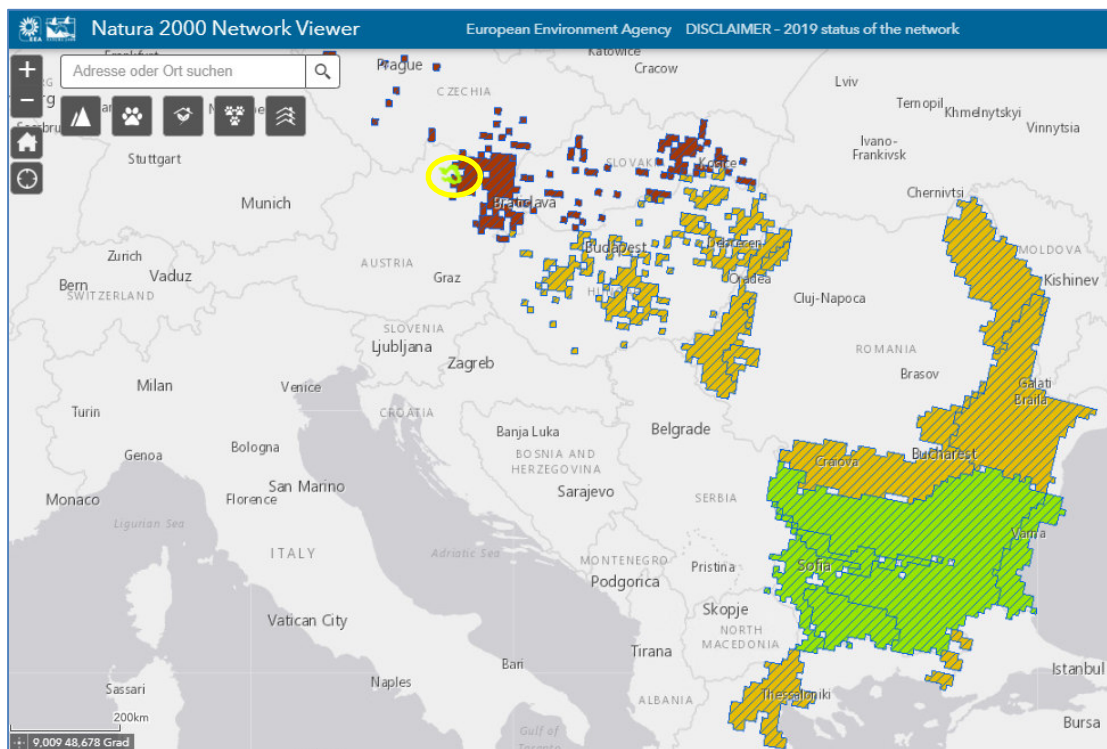 Natura 2000 Network Viewer
European Environment Agency DISCLAIMER - 2019 status of the network
Adresse oder Ort suchen
Prague
Katowice
Cracow
Lviv
CZECHIA
Ternopil
Khmelnytskyi
Vinnytsia
Ivano-
Frankivsk
Stuttgart
Košice
Munich
Bratislava
Chernivtsi
MOLDOVA
Zurich
Vaduz
Bern
SWITZERLAND
AUSTRIA
Graz
Budapest
Debrecen
Oradea
Cluj-Napoca
Kishinev
SLOVENIA
Ljubljana
Zagreb
ROMANIA
Brasov
Galati
Braila
Milan
Venice
CROATIA
Turin
Banja Luka
Belgrade
Bologna
BOSNIA AND
HERZEGOVINA
Craiova
Bucharest
Genoa
San Marino
Sarajevo
SERBIA
Monaco
Florence
Ligurian Sea
Varna
ITALY
Adriatic Sea
MONTENEGRO
Podgorica
Pristina
Sofia
Vatican City
Skopje
NORTH
MACEDONIA
Bari
Tirana
Naples
Istanbul
Sassari
ALBANIA
Thessaloniki
200km
Gulf of
Bursa
9,009 48,678 Grad